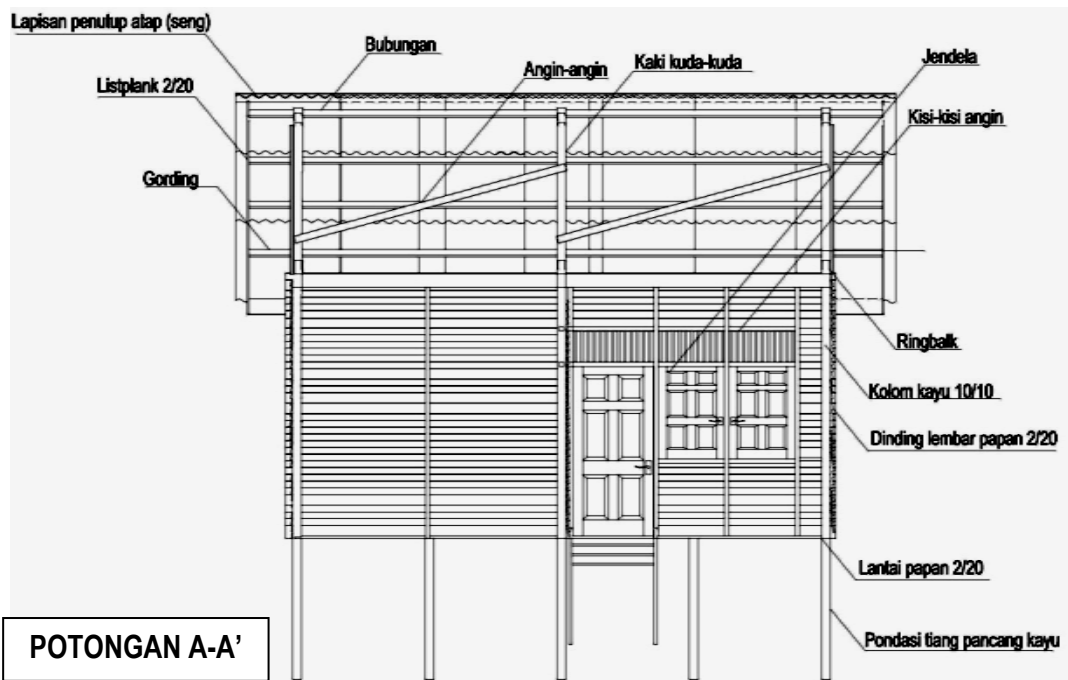 Lapisan penutup atap (seng)
Bubungan
Jendela
Angin-angin
Kaki kuda-kuda
Listplank 2/20
Kisi-kisi angin
Gording
Ringbalk
Kolom kayu 10/10
Dinding lembar papan 2/20
Lantai papan 2/20
Pondasi tiang pancang kayu
POTONGAN A-A’